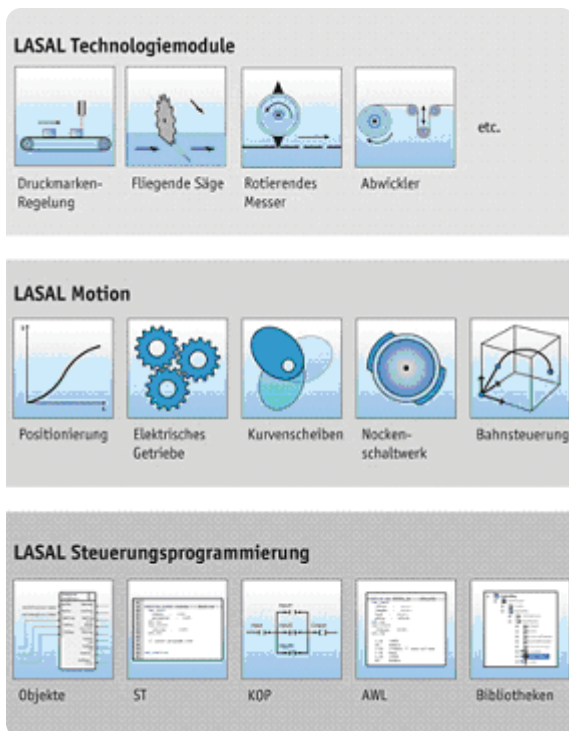 LASAL Technologiemodule
etc.
Druckmarken-
Regelung
Fliegende Säge
Rotierendes
Messer
Abwickler
LASAL Motion
Positionierung
Elektrisches
Getriebe
Kurvenscheiben
Nocken-
schaltwerk
Bahnsteuerung
LASAL Steuerungsprogrammierung
Objekte
ST
KOP
AWL
Bibliotheken